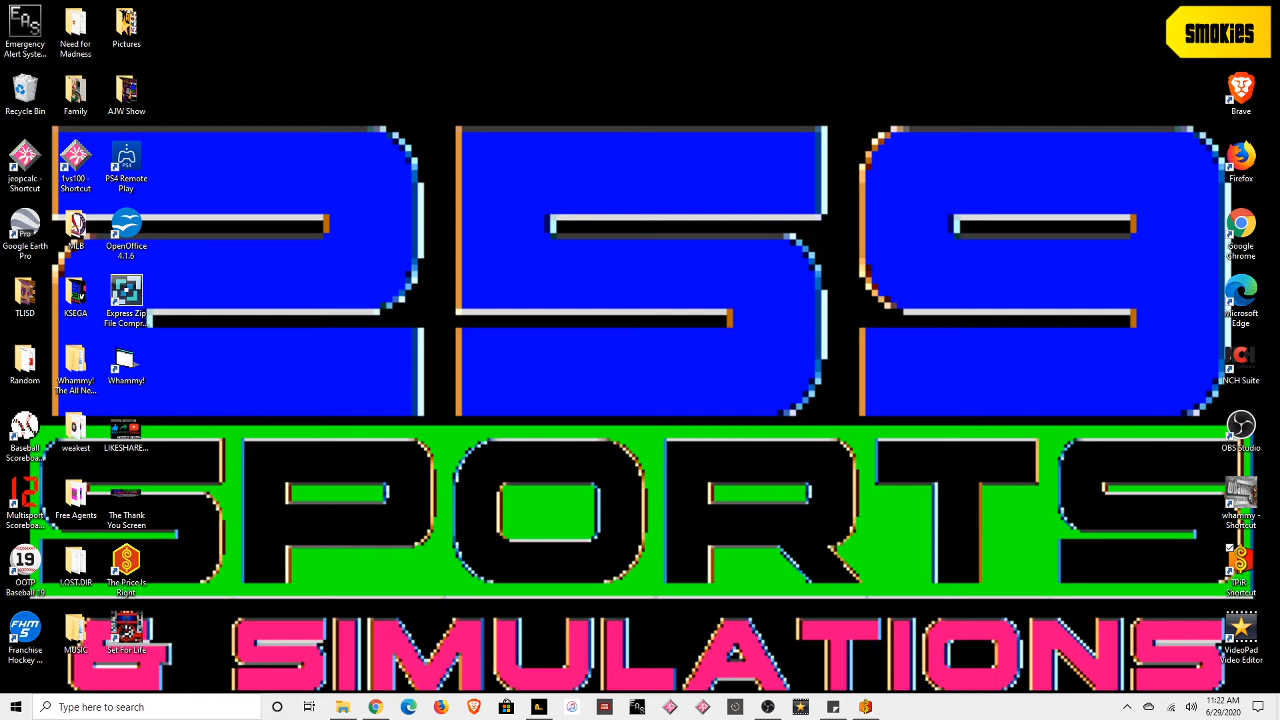 Emergency
Alert Syste...
Need for
Madness
Pictures
smokies
Recycle Bin
Family
AJW Show
Brave
jeopcalc -
Shortcut
1vs100 -
Shortcut
PS4 Remote
Play
Firefox
Google Earth
Pro
MLB
OpenOffice
4.1.6
Google
Chrome
TLISD
KSEGA
Express Zip
File Compr...
Microsoft
Edge
Random
Whammy!
The All Ne...
Whammy!
NCH Suite
Baseball
Scoreboa...
weakest
LIKESHARE...
OBS Studio
Multisport
Scoreboa...
Free Agents
The Thank
You Screen
whammy -
Shortcut
OOTP
Baseball 19
LOST.DIR
The Price Is
Right
TPiR
Shortcut
Franchise
Hockey ...
MUSIC
Set For Life
VideoPad
Video Editor
259
SPORTS
& SIMULATIONS
Type here to search
11:22 AM
6/29/2020